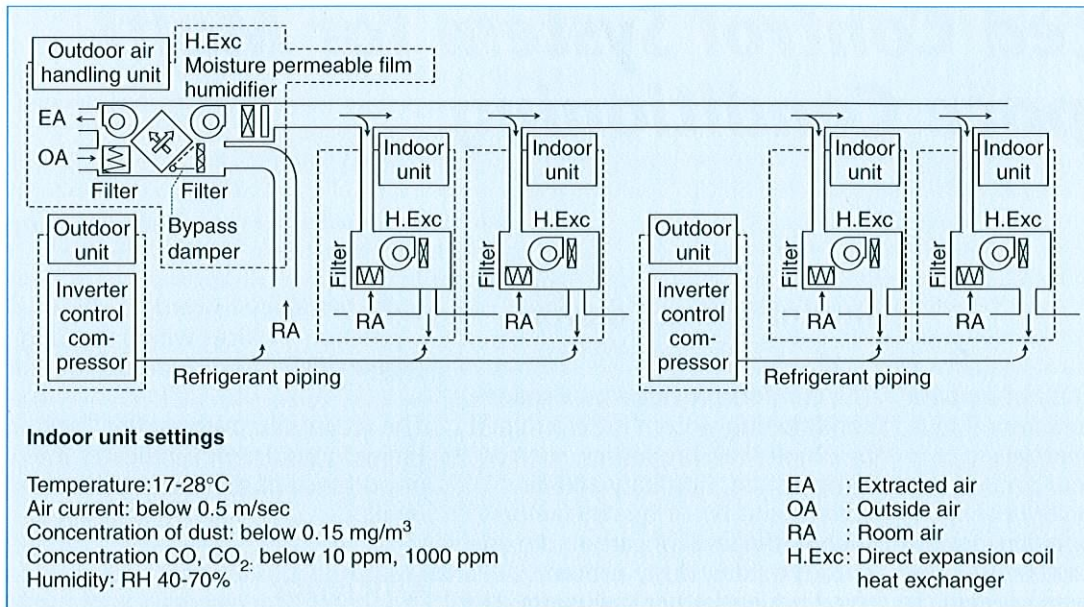 H.Exc
Moisture permeable film
humidifier
Outdoor air
handling unit
EA
OA
Filter
Filter
Bypass
damper
Outdoor
unit
Inverter
control
com-
pressor
RA
Refrigerant piping
Indoor
unit
H.Exc
Filter
RA
Indoor
unit
H.Exc
Filter
RA
Outdoor
unit
Inverter
control
com-
pressor
Refrigerant piping
Indoor
unit
H.Exc
Filter
RA
Indoor
unit
H.Exc
Filter
RA
Indoor unit settings
Temperature:17-28°C
Air current: below 0.5 m/sec
Concentration of dust: below 0.15 mg/m³
Concentration CO, CO₂: below 10 ppm, 1000 ppm
Humidity: RH 40-70%
EA : Extracted air
OA : Outside air
RA : Room air
H.Exc: Direct expansion coil
heat exchanger